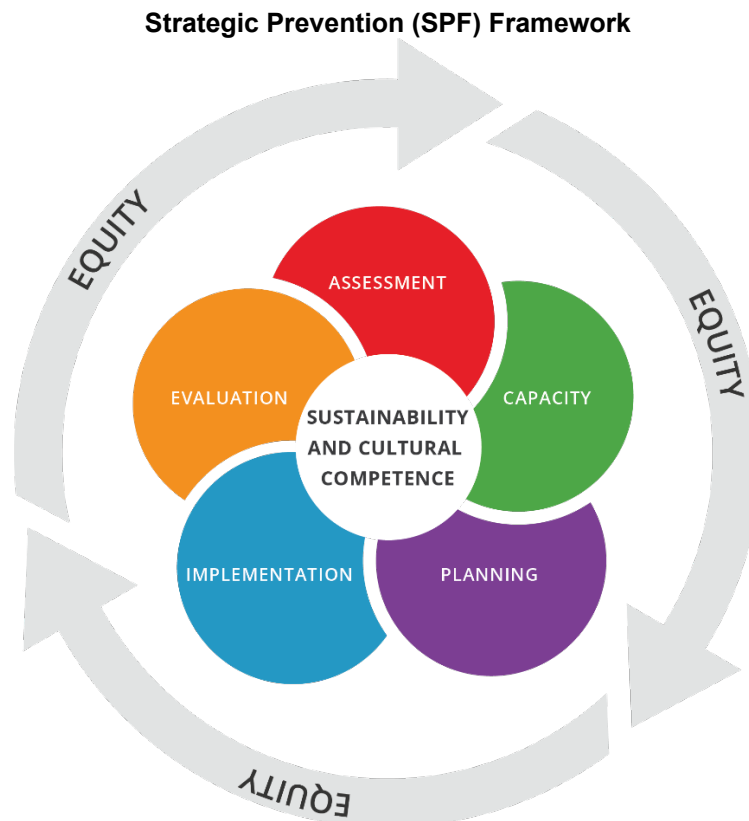 Strategic Prevention (SPF) Framework
EQUITY
EQUITY
ASSESSMENT
EVALUATION
CAPACITY
SUSTAINABILITY
AND CULTURAL
COMPETENCE
IMPLEMENTATION
PLANNING
EQUITY